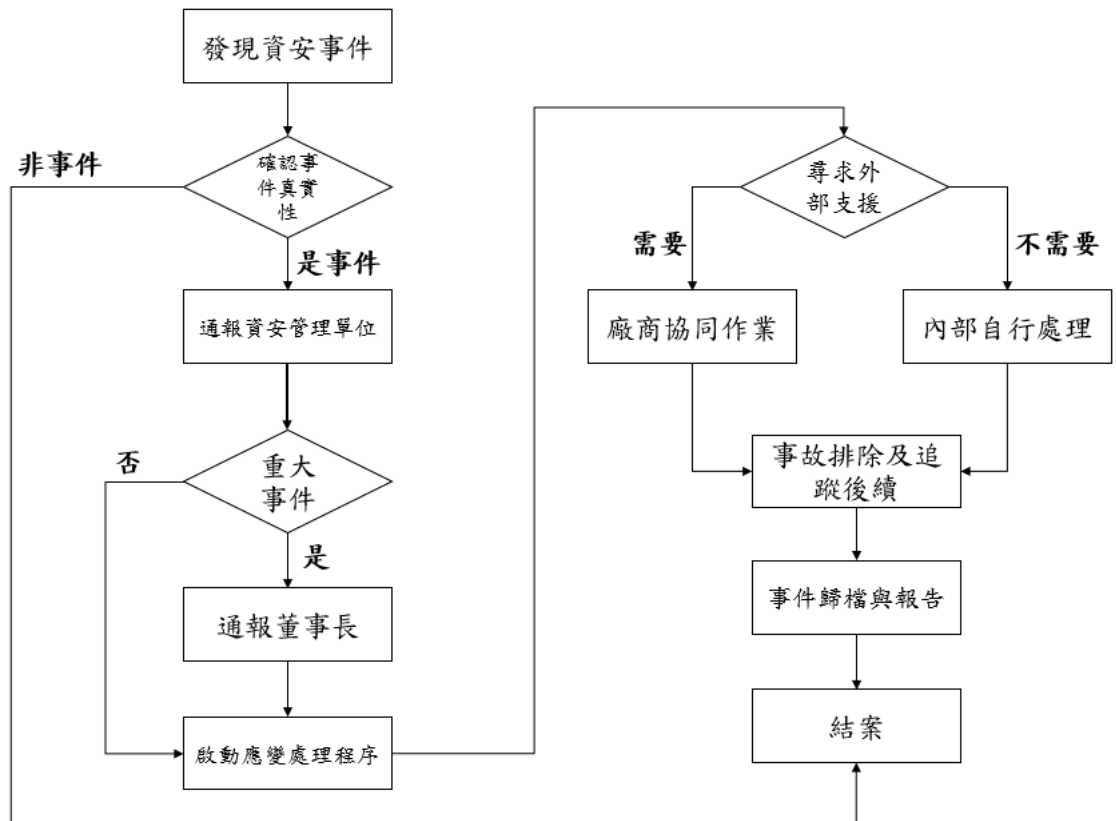 發現資安事件
非事件
確認事
件真實
性
是事件
通報資安管理單位
否
重大
事件
是
通報董事長
啟動應變處理程序
尋求外
部支援
需要
不需要
廠商協同作業
內部自行處理
事故排除及追
蹤後續
事件歸檔與報告
結案